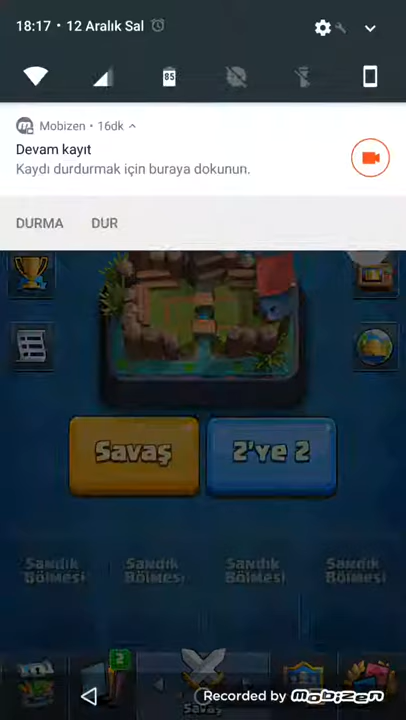 18:17 • 12 Aralık Sal
85
Mobizen • 16dk
Devam kayıt
Kaydı durdurmak için buraya dokunun.
DURMA DUR
Savaş 2'ye 2
Sandık Bölmesi Sandık Bölmesi Sandık Bölmesi Sandık Bölmesi
2
Savaş
Recorded by mobizen